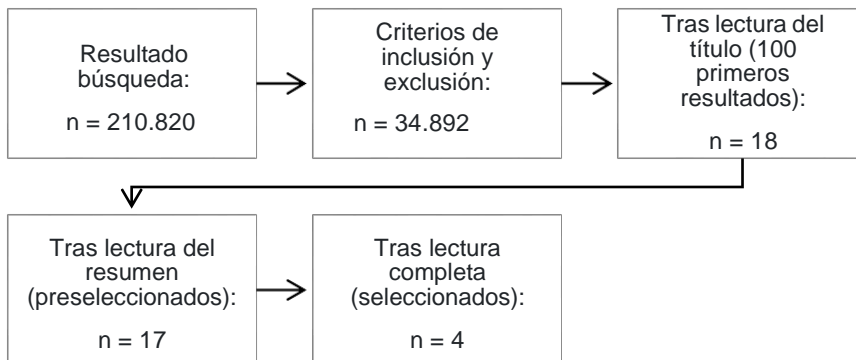 Resultado
búsqueda:
n = 210.820
Criterios de
inclusión y
exclusión:
n = 34.892
Tras lectura del
título (100
primeros
resultados):
n = 18
Tras lectura del
resumen
(preseleccionados):
n = 17
Tras lectura
completa
(seleccionados):
n = 4